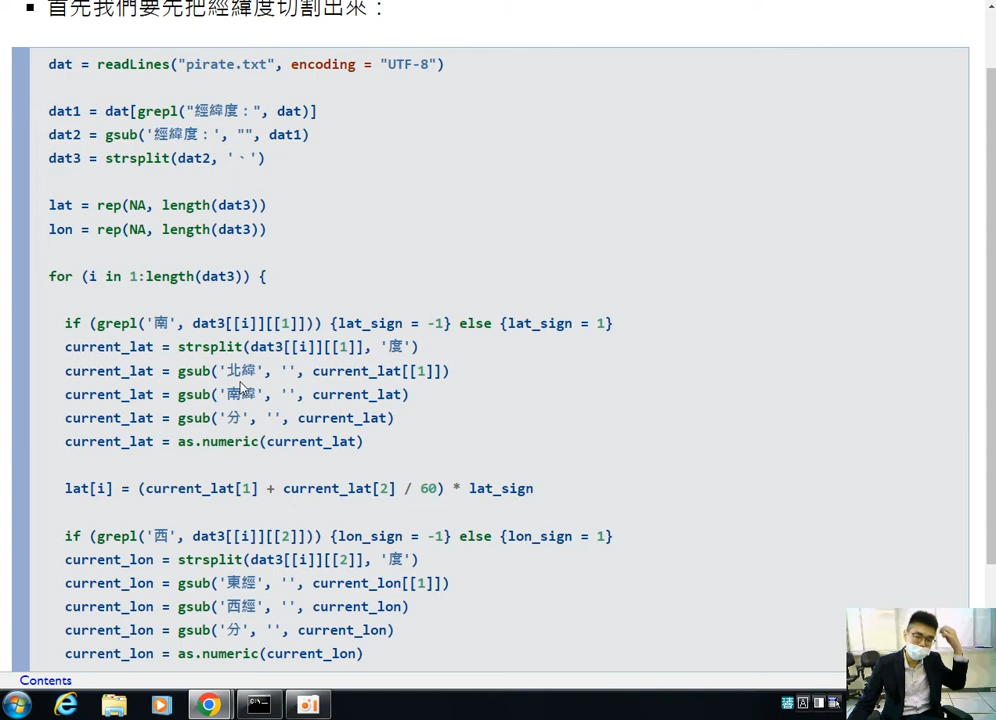 首先我們要先把經緯度切割出來：
dat = readLines("pirate.txt", encoding = "UTF-8")
dat1 = dat[grepl("經緯度：", dat)]
dat2 = gsub('經緯度：', "", dat1)
dat3 = strsplit(dat2, '、')
lat = rep(NA, length(dat3))
lon = rep(NA, length(dat3))
for (i in 1:length(dat3)) {
if (grepl('南', dat3[[i]][[1]])) {lat_sign = -1} else {lat_sign = 1}
current_lat = strsplit(dat3[[i]][[1]], '度')
current_lat = gsub('北緯', '', current_lat[[1]])
current_lat = gsub('南緯', '', current_lat)
current_lat = gsub('分', '', current_lat)
current_lat = as.numeric(current_lat)
lat[i] = (current_lat[1] + current_lat[2] / 60) * lat_sign
if (grepl('西', dat3[[i]][[2]])) {lon_sign = -1} else {lon_sign = 1}
current_lon = strsplit(dat3[[i]][[2]], '度')
current_lon = gsub('東經', '', current_lon[[1]])
current_lon = gsub('西經', '', current_lon)
current_lon = gsub('分', '', current_lon)
current_lon = as.numeric(current_lon)
Contents